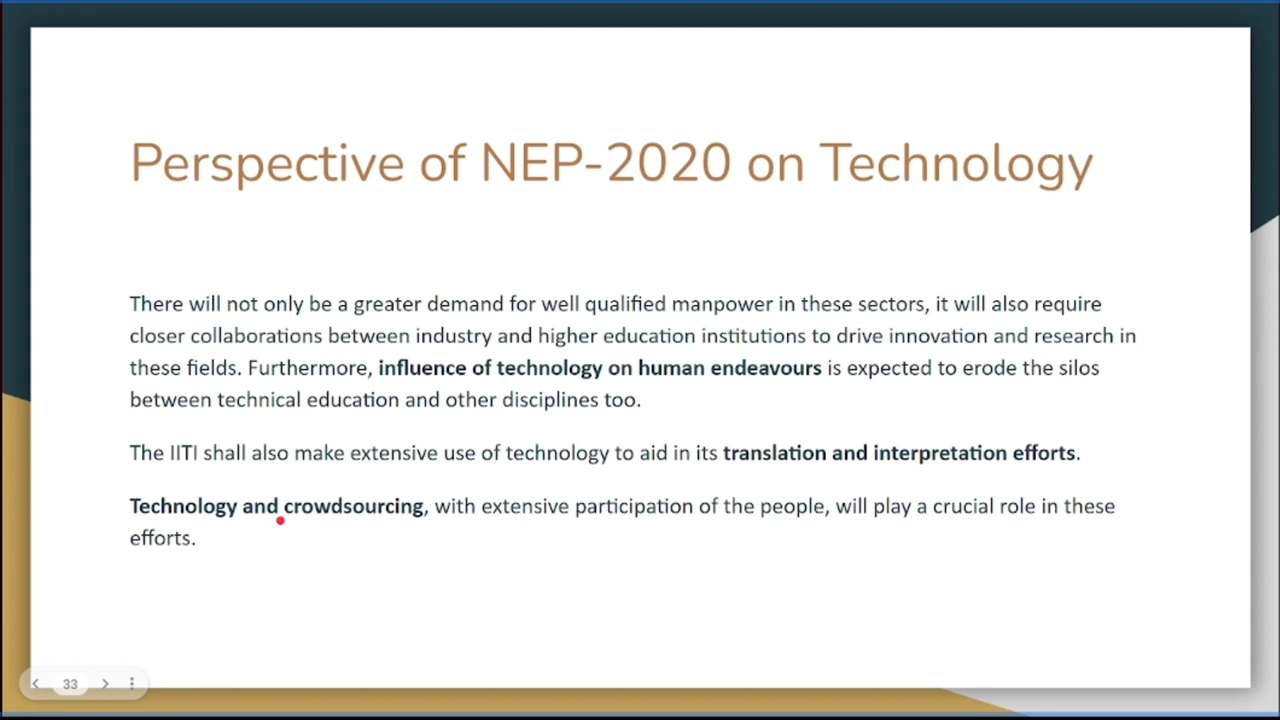 Perspective of NEP-2020 on Technology
There will not only be a greater demand for well qualified manpower in these sectors, it will also require
closer collaborations between industry and higher education institutions to drive innovation and research in
these fields. Furthermore, influence of technology on human endeavours is expected to erode the silos
between technical education and other disciplines too.
The IITI shall also make extensive use of technology to aid in its translation and interpretation efforts.
Technology and crowdsourcing, with extensive participation of the people, will play a crucial role in these
efforts.
33